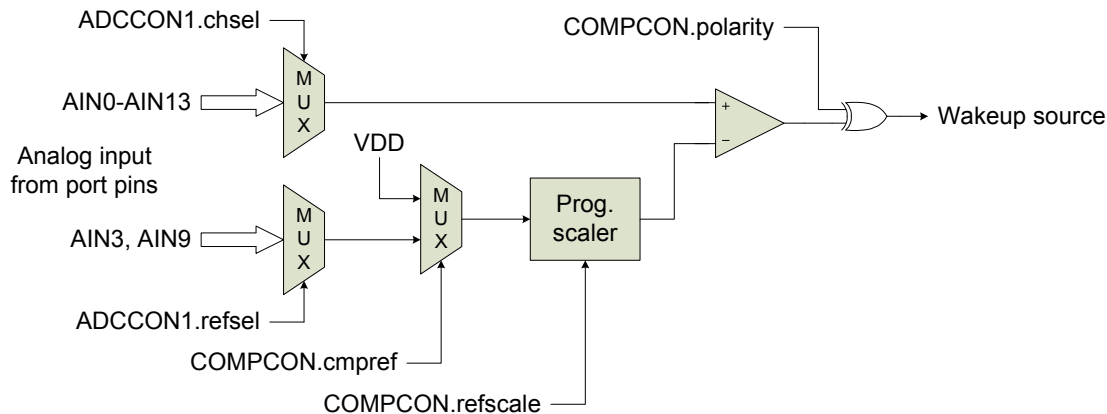 ADCCON1.chsel
COMPCON.polarity
M
U
X
AIN0-AIN13
+
Wakeup source
Analog input
from port pins
VDD
−
M
U
X
M
U
X
Prog.
scaler
AIN3, AIN9
ADCCON1.refsel
COMPCON.cmpref
COMPCON.refscale